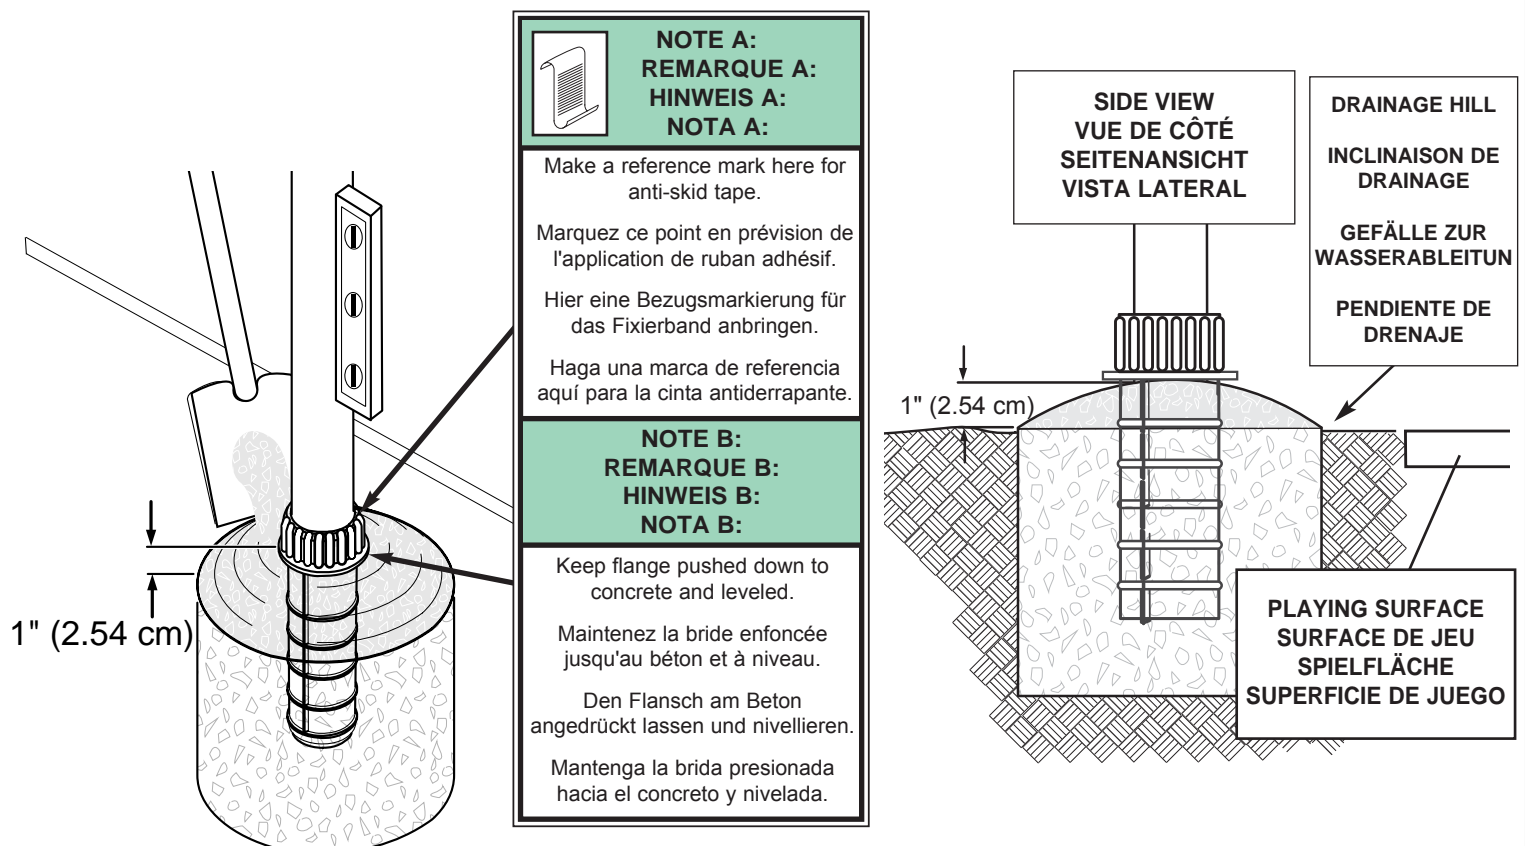 NOTE A:
REMARQUE A:
HINWEIS A:
NOTA A:
Make a reference mark here for
anti-skid tape.
Marquez ce point en prévision de
l'application de ruban adhésif.
Hier eine Bezugsmarkierung für
das Fixierband anbringen.
Haga una marca de referencia
aquí para la cinta antiderrapante.
NOTE B:
REMARQUE B:
HINWEIS B:
NOTA B:
Keep flange pushed down to
concrete and leveled.
Maintenez la bride enfoncée
jusqu'au béton et à niveau.
Den Flansch am Beton
angedrückt lassen und nivellieren.
Mantenga la brida presionada
hacia el concreto y nivelada.
1" (2.54 cm)
SIDE VIEW
VUE DE CÔTÉ
SEITENANSICHT
VISTA LATERAL
DRAINAGE HILL
INCLINAISON DE
DRAINAGE
GEFÄLLE ZUR
WASSERABLEITUN
PENDIENTE DE
DRENAJE
1" (2.54 cm)
PLAYING SURFACE
SURFACE DE JEU
SPIELFLÄCHE
SUPERFICIE DE JUEGO